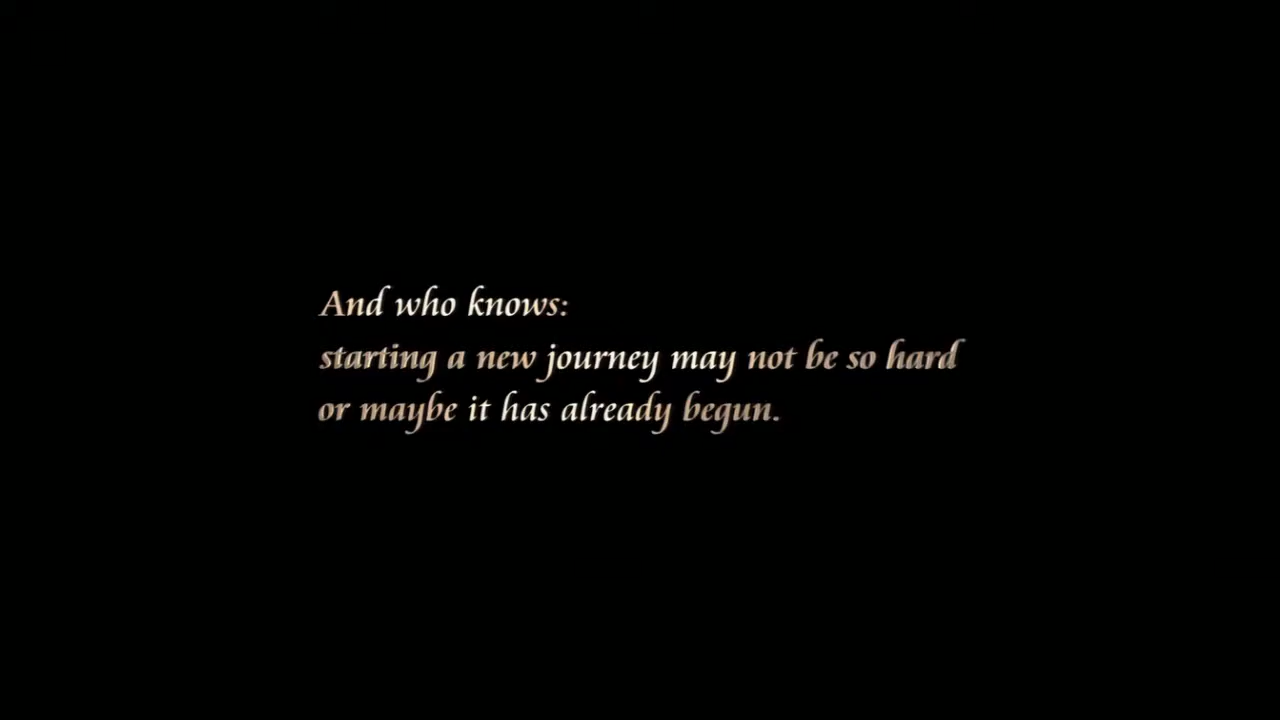 And who knows:
starting a new journey may not be so hard
or maybe it has already begun.